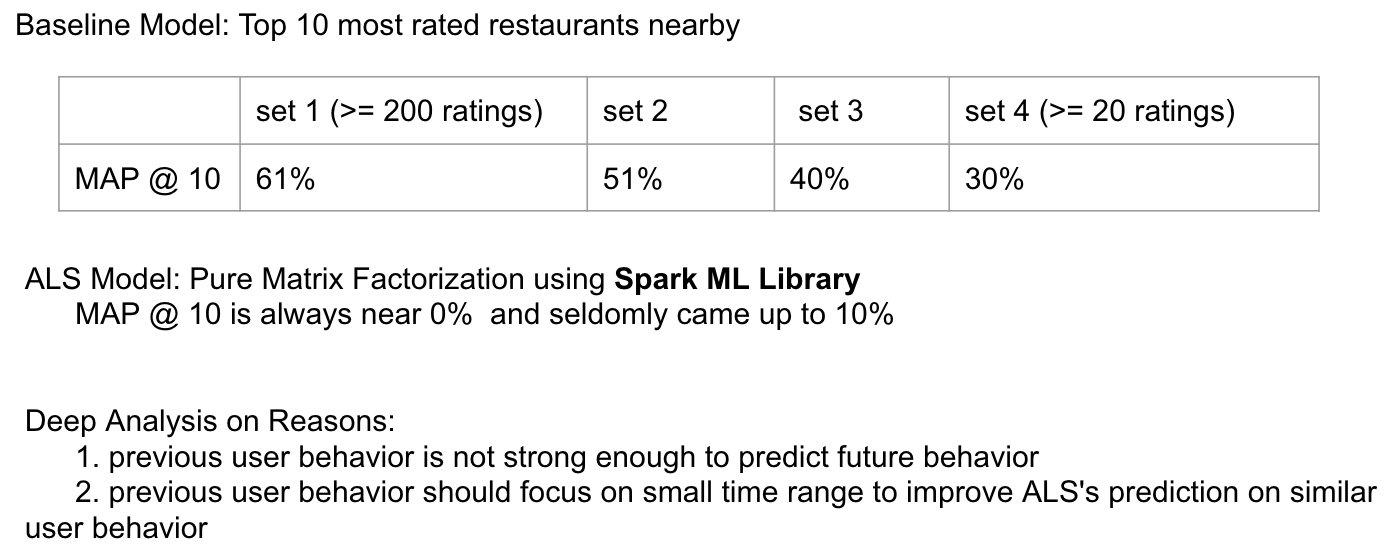 Baseline Model: Top 10 most rated restaurants nearby
set 1 (>= 200 ratings) set 2 set 3 set 4 (>= 20 ratings)
MAP @ 10 61% 51% 40% 30%
ALS Model: Pure Matrix Factorization using Spark ML Library
MAP @ 10 is always near 0% and seldomly came up to 10%
Deep Analysis on Reasons:
1. previous user behavior is not strong enough to predict future behavior
2. previous user behavior should focus on small time range to improve ALS's prediction on similar
user behavior